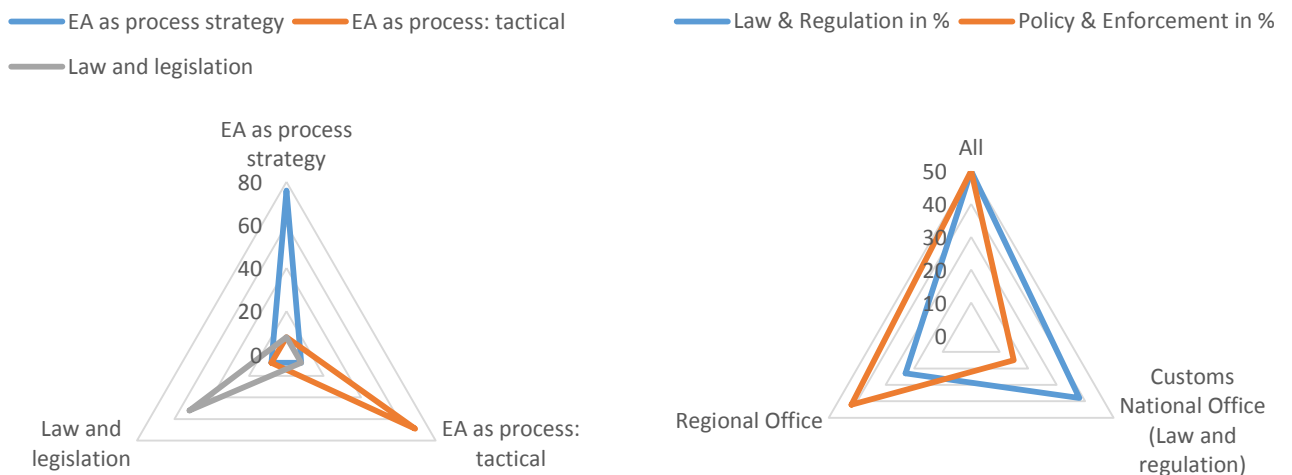 EA as process strategy
EA as process: tactical
Law and legislation
EA as process
strategy
80
60
40
20
0
Law and
legislation
EA as process:
tactical
Law & Regulation in %
Policy & Enforcement in %
All
50
40
30
20
10
0
Regional Office
Customs
National Office
(Law and
regulation)